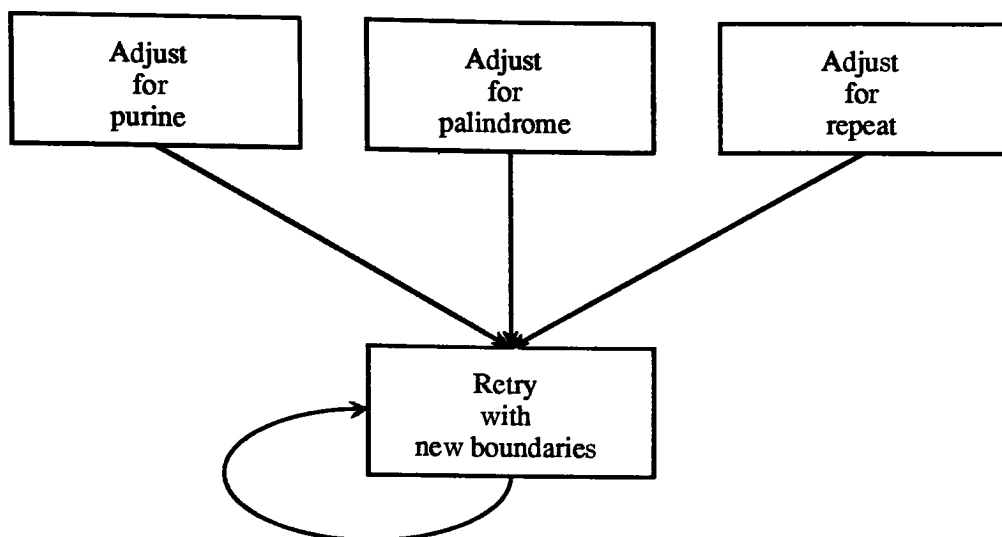 Adjust
for
purine
Adjust
for
palindrome
Adjust
for
repeat
Retry
with
new boundaries